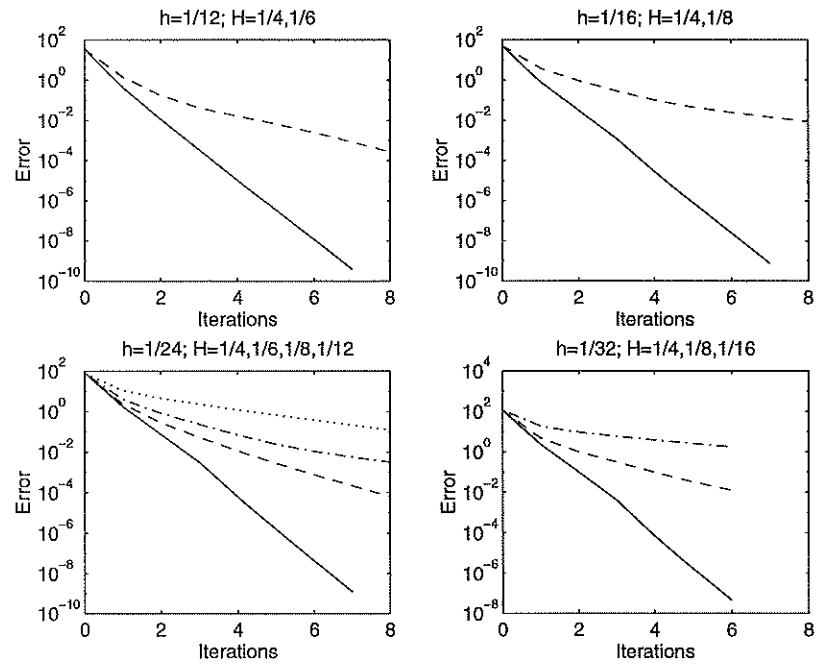 h=1/12; H=1/4,1/6
10^2
10^0
10^-2
10^-4
10^-6
10^-8
10^-10
Error
0 2 4 6 8
Iterations
h=1/16; H=1/4,1/8
10^2
10^0
10^-2
10^-4
10^-6
10^-8
10^-10
Error
0 2 4 6 8
Iterations
h=1/24; H=1/4,1/6,1/8,1/12
10^2
10^0
10^-2
10^-4
10^-6
10^-8
10^-10
Error
0 2 4 6 8
Iterations
h=1/32; H=1/4,1/8,1/16
10^4
10^2
10^0
10^-2
10^-4
10^-6
10^-8
Error
0 2 4 6 8
Iterations